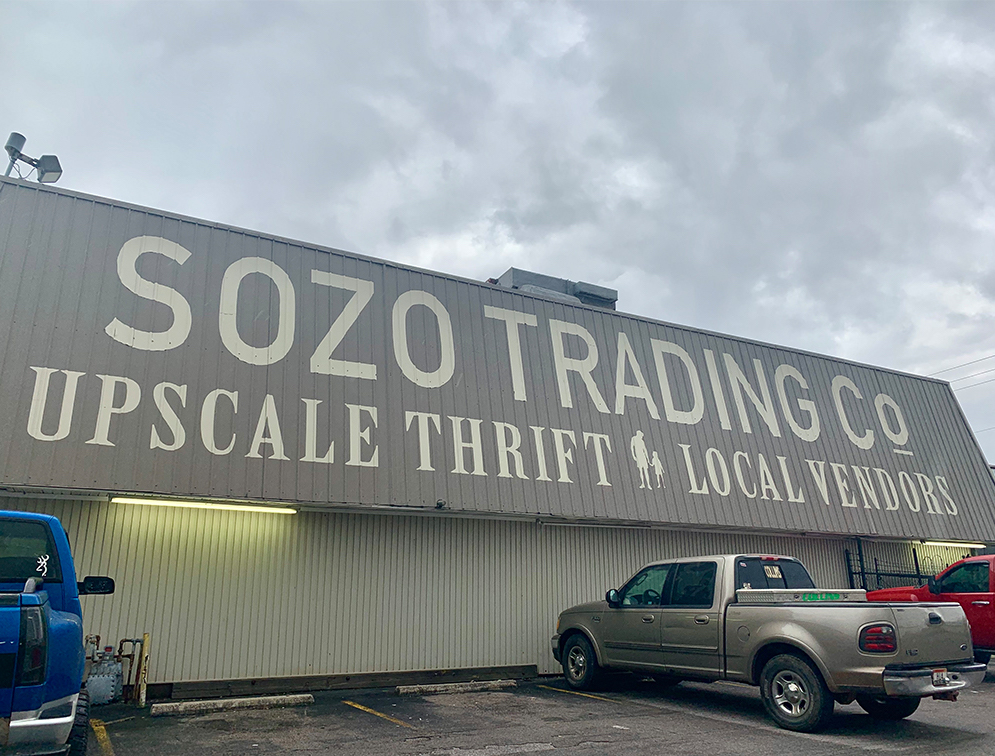 SOZO TRADING Co
UPSCALE THRIFT LOCAL VENDORS